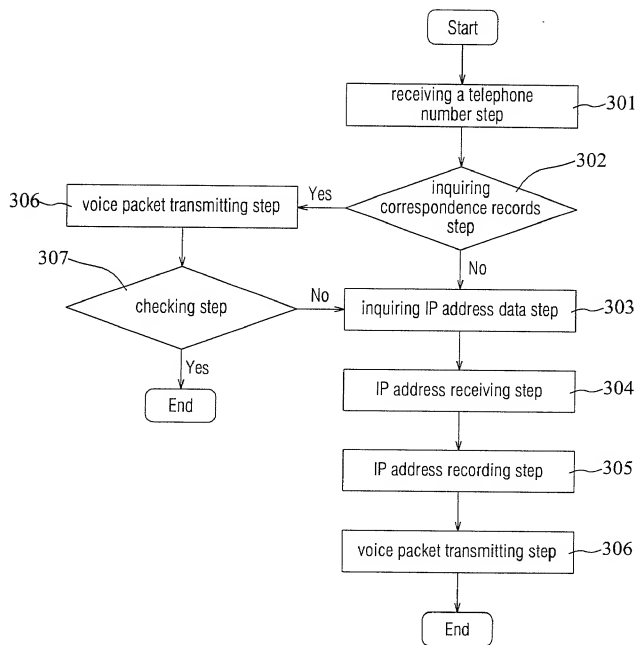 Start
receiving a telephone
number step
301
302
inquiring
correspondence records
step
Yes
306
voice packet transmitting step
No
307
checking step
No
inquiring IP address data step
303
Yes
End
IP address receiving step
304
IP address recording step
305
voice packet transmitting step
306
End